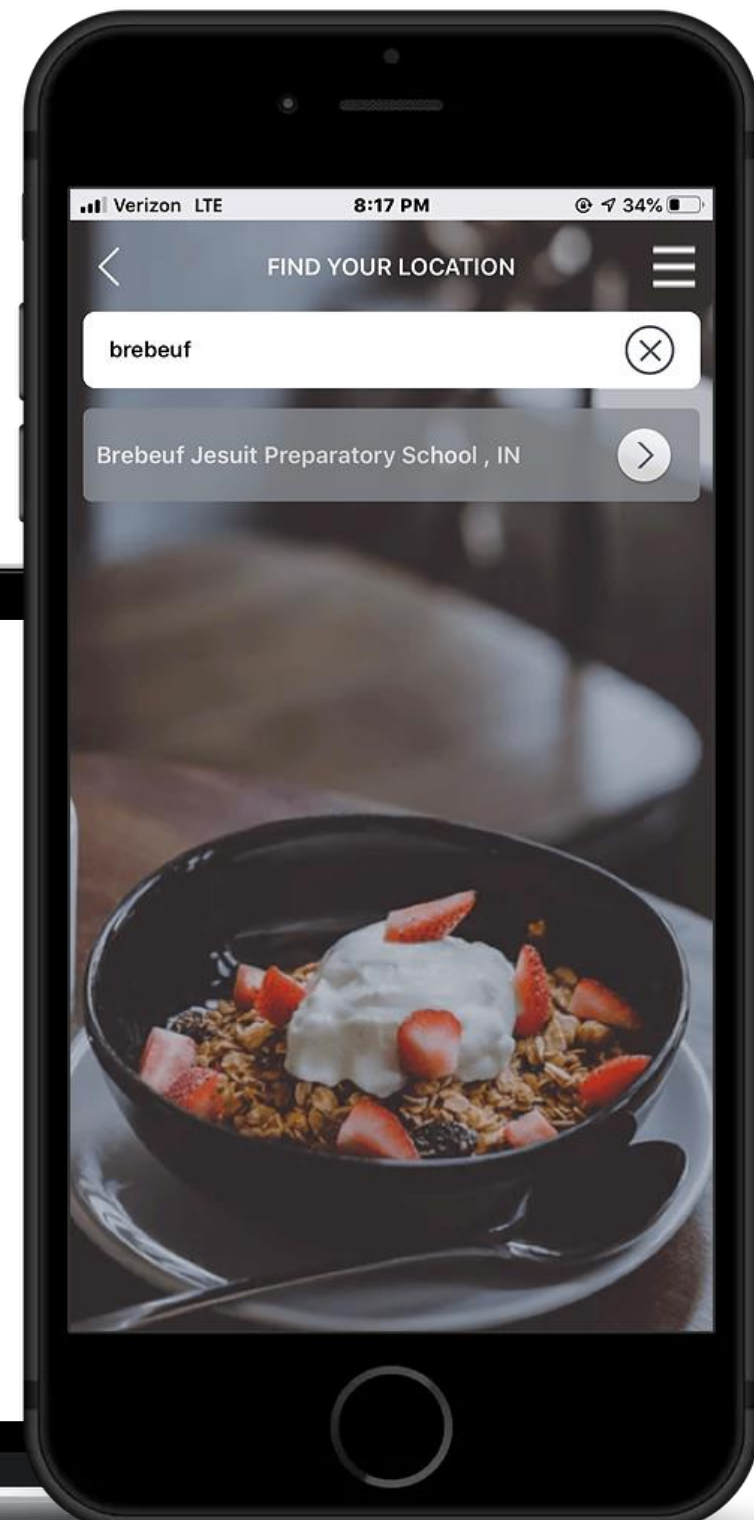 Verizon LTE 8:17 PM 34%
FIND YOUR LOCATION
brebeuf
Brebeuf Jesuit Preparatory School , IN